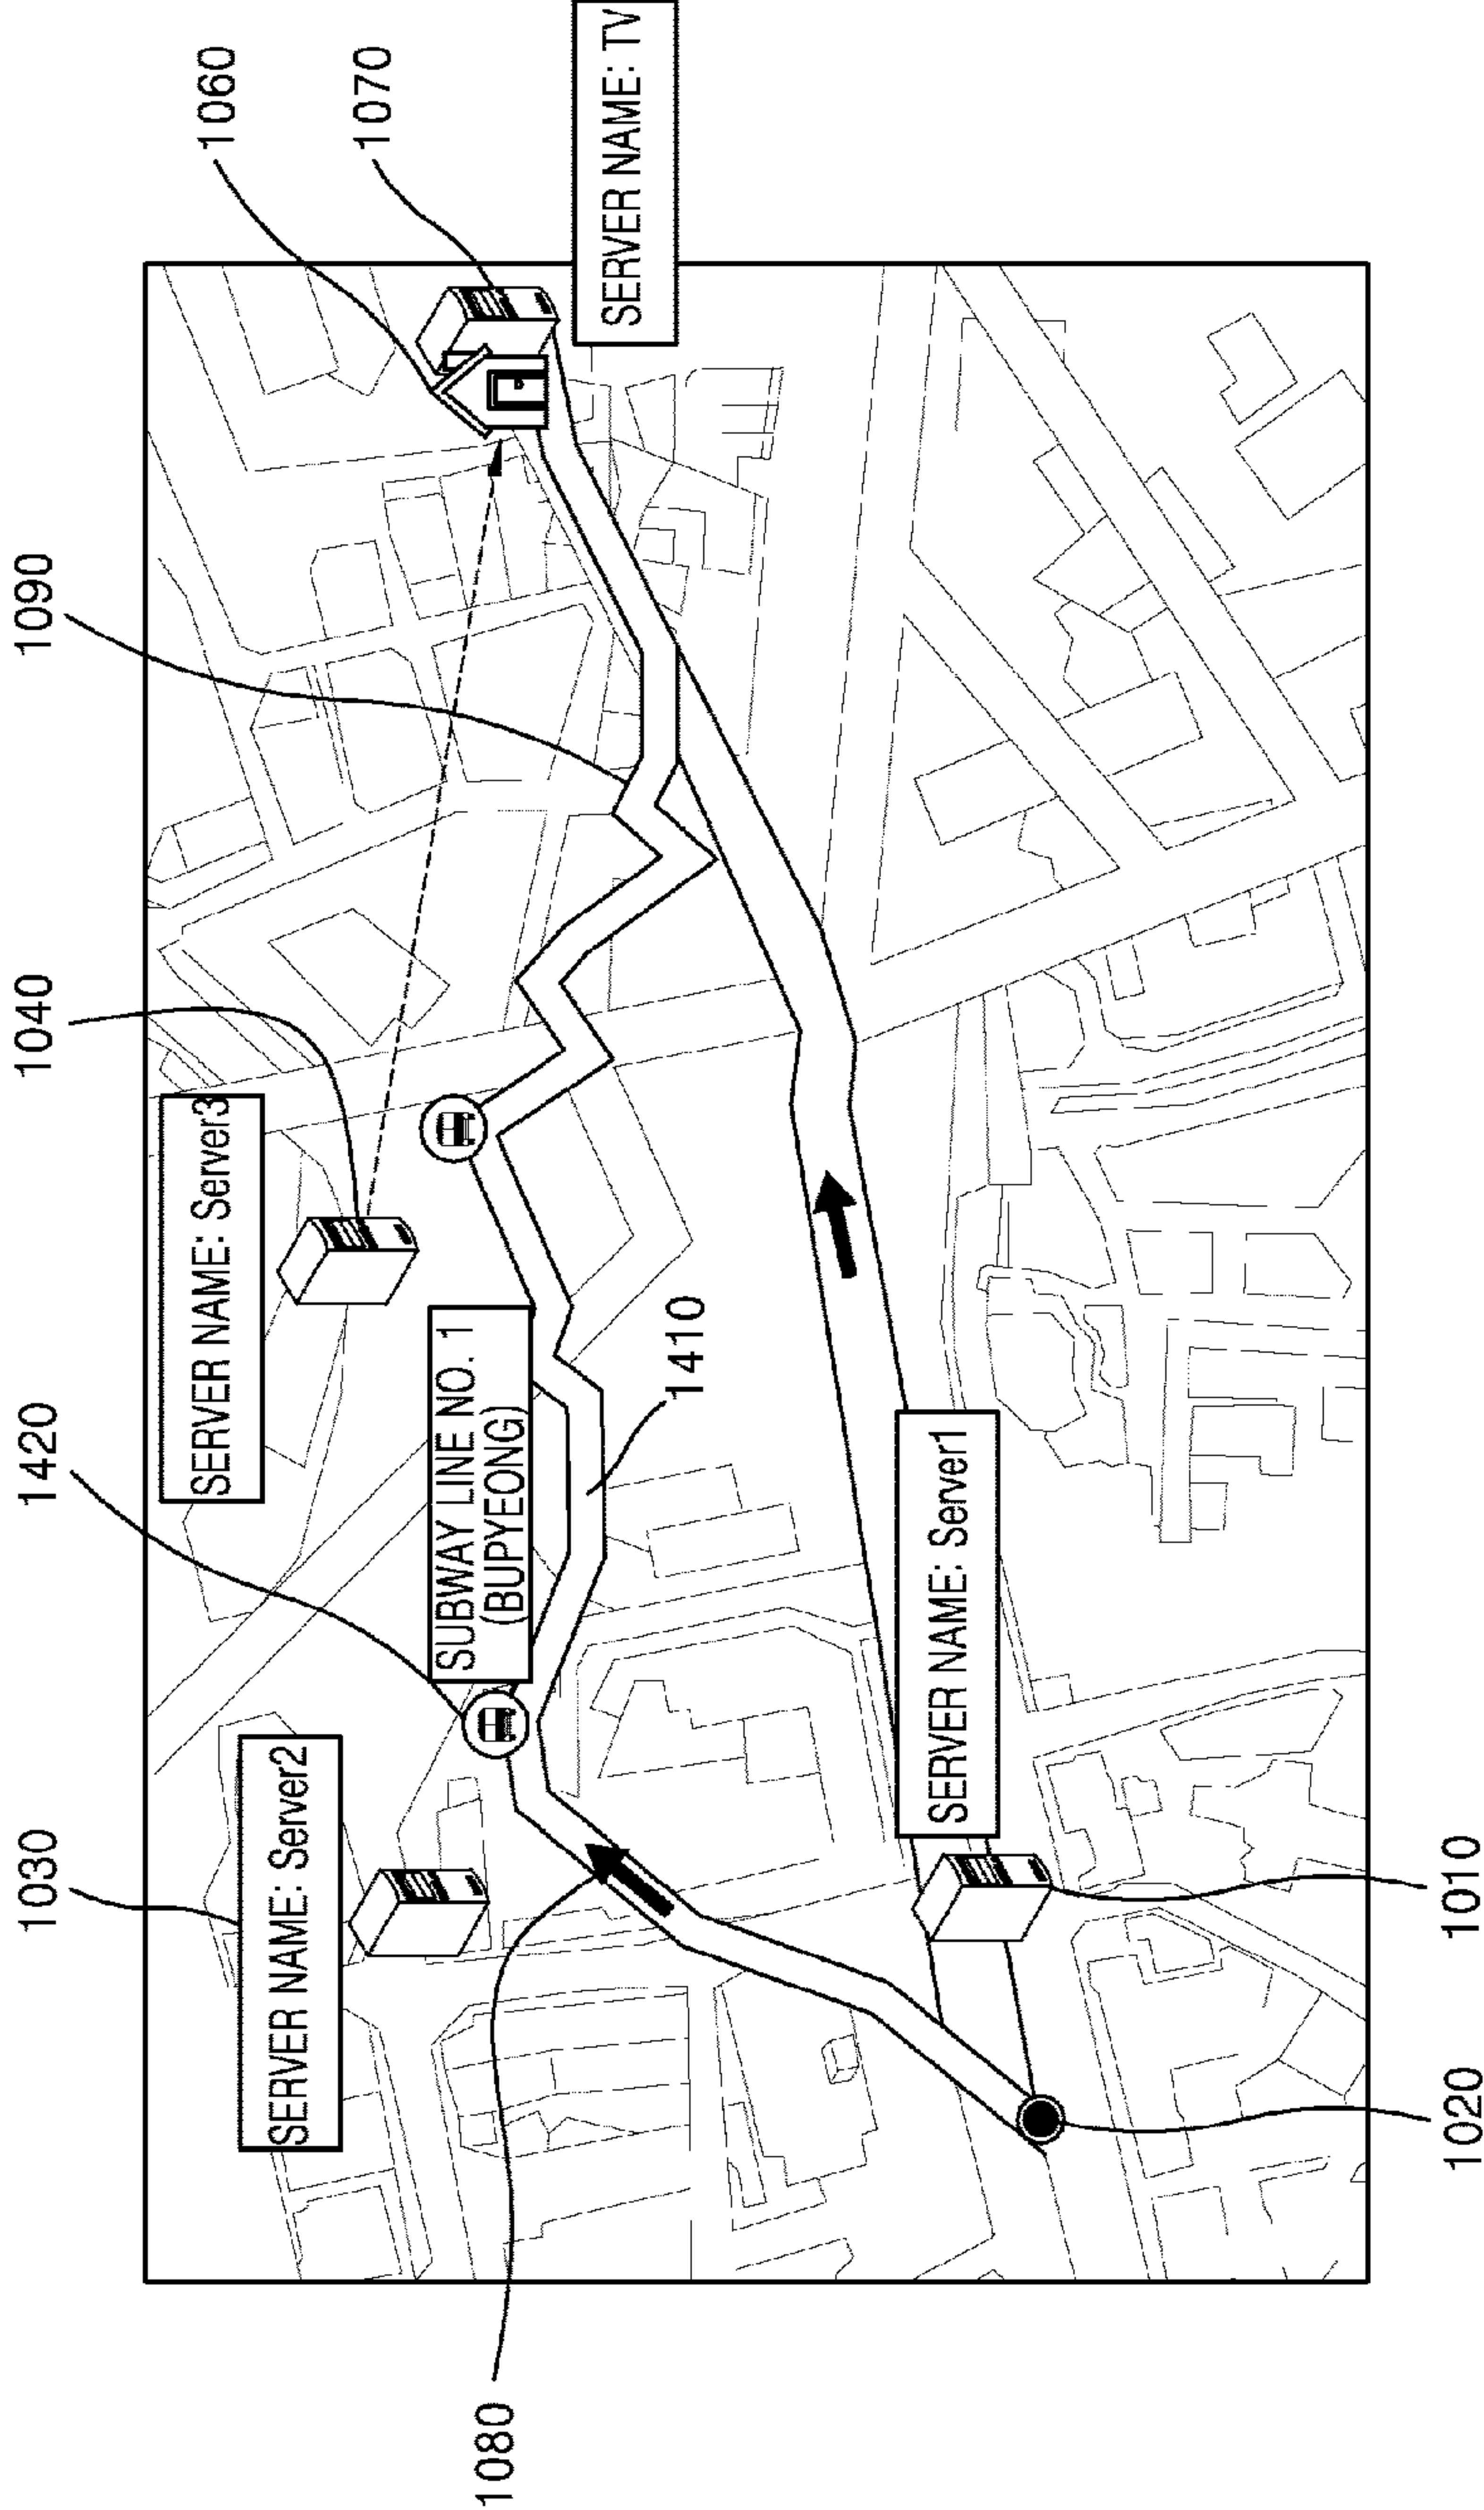 1030
1420
1040
1090
1060
1070
SERVER NAME: Server2
SERVER NAME: Server3
SUBWAY LINE NO. 1
(BUPYEONG)
SERVER NAME: TV
1080
1410
SERVER NAME: Server1
1020
1010